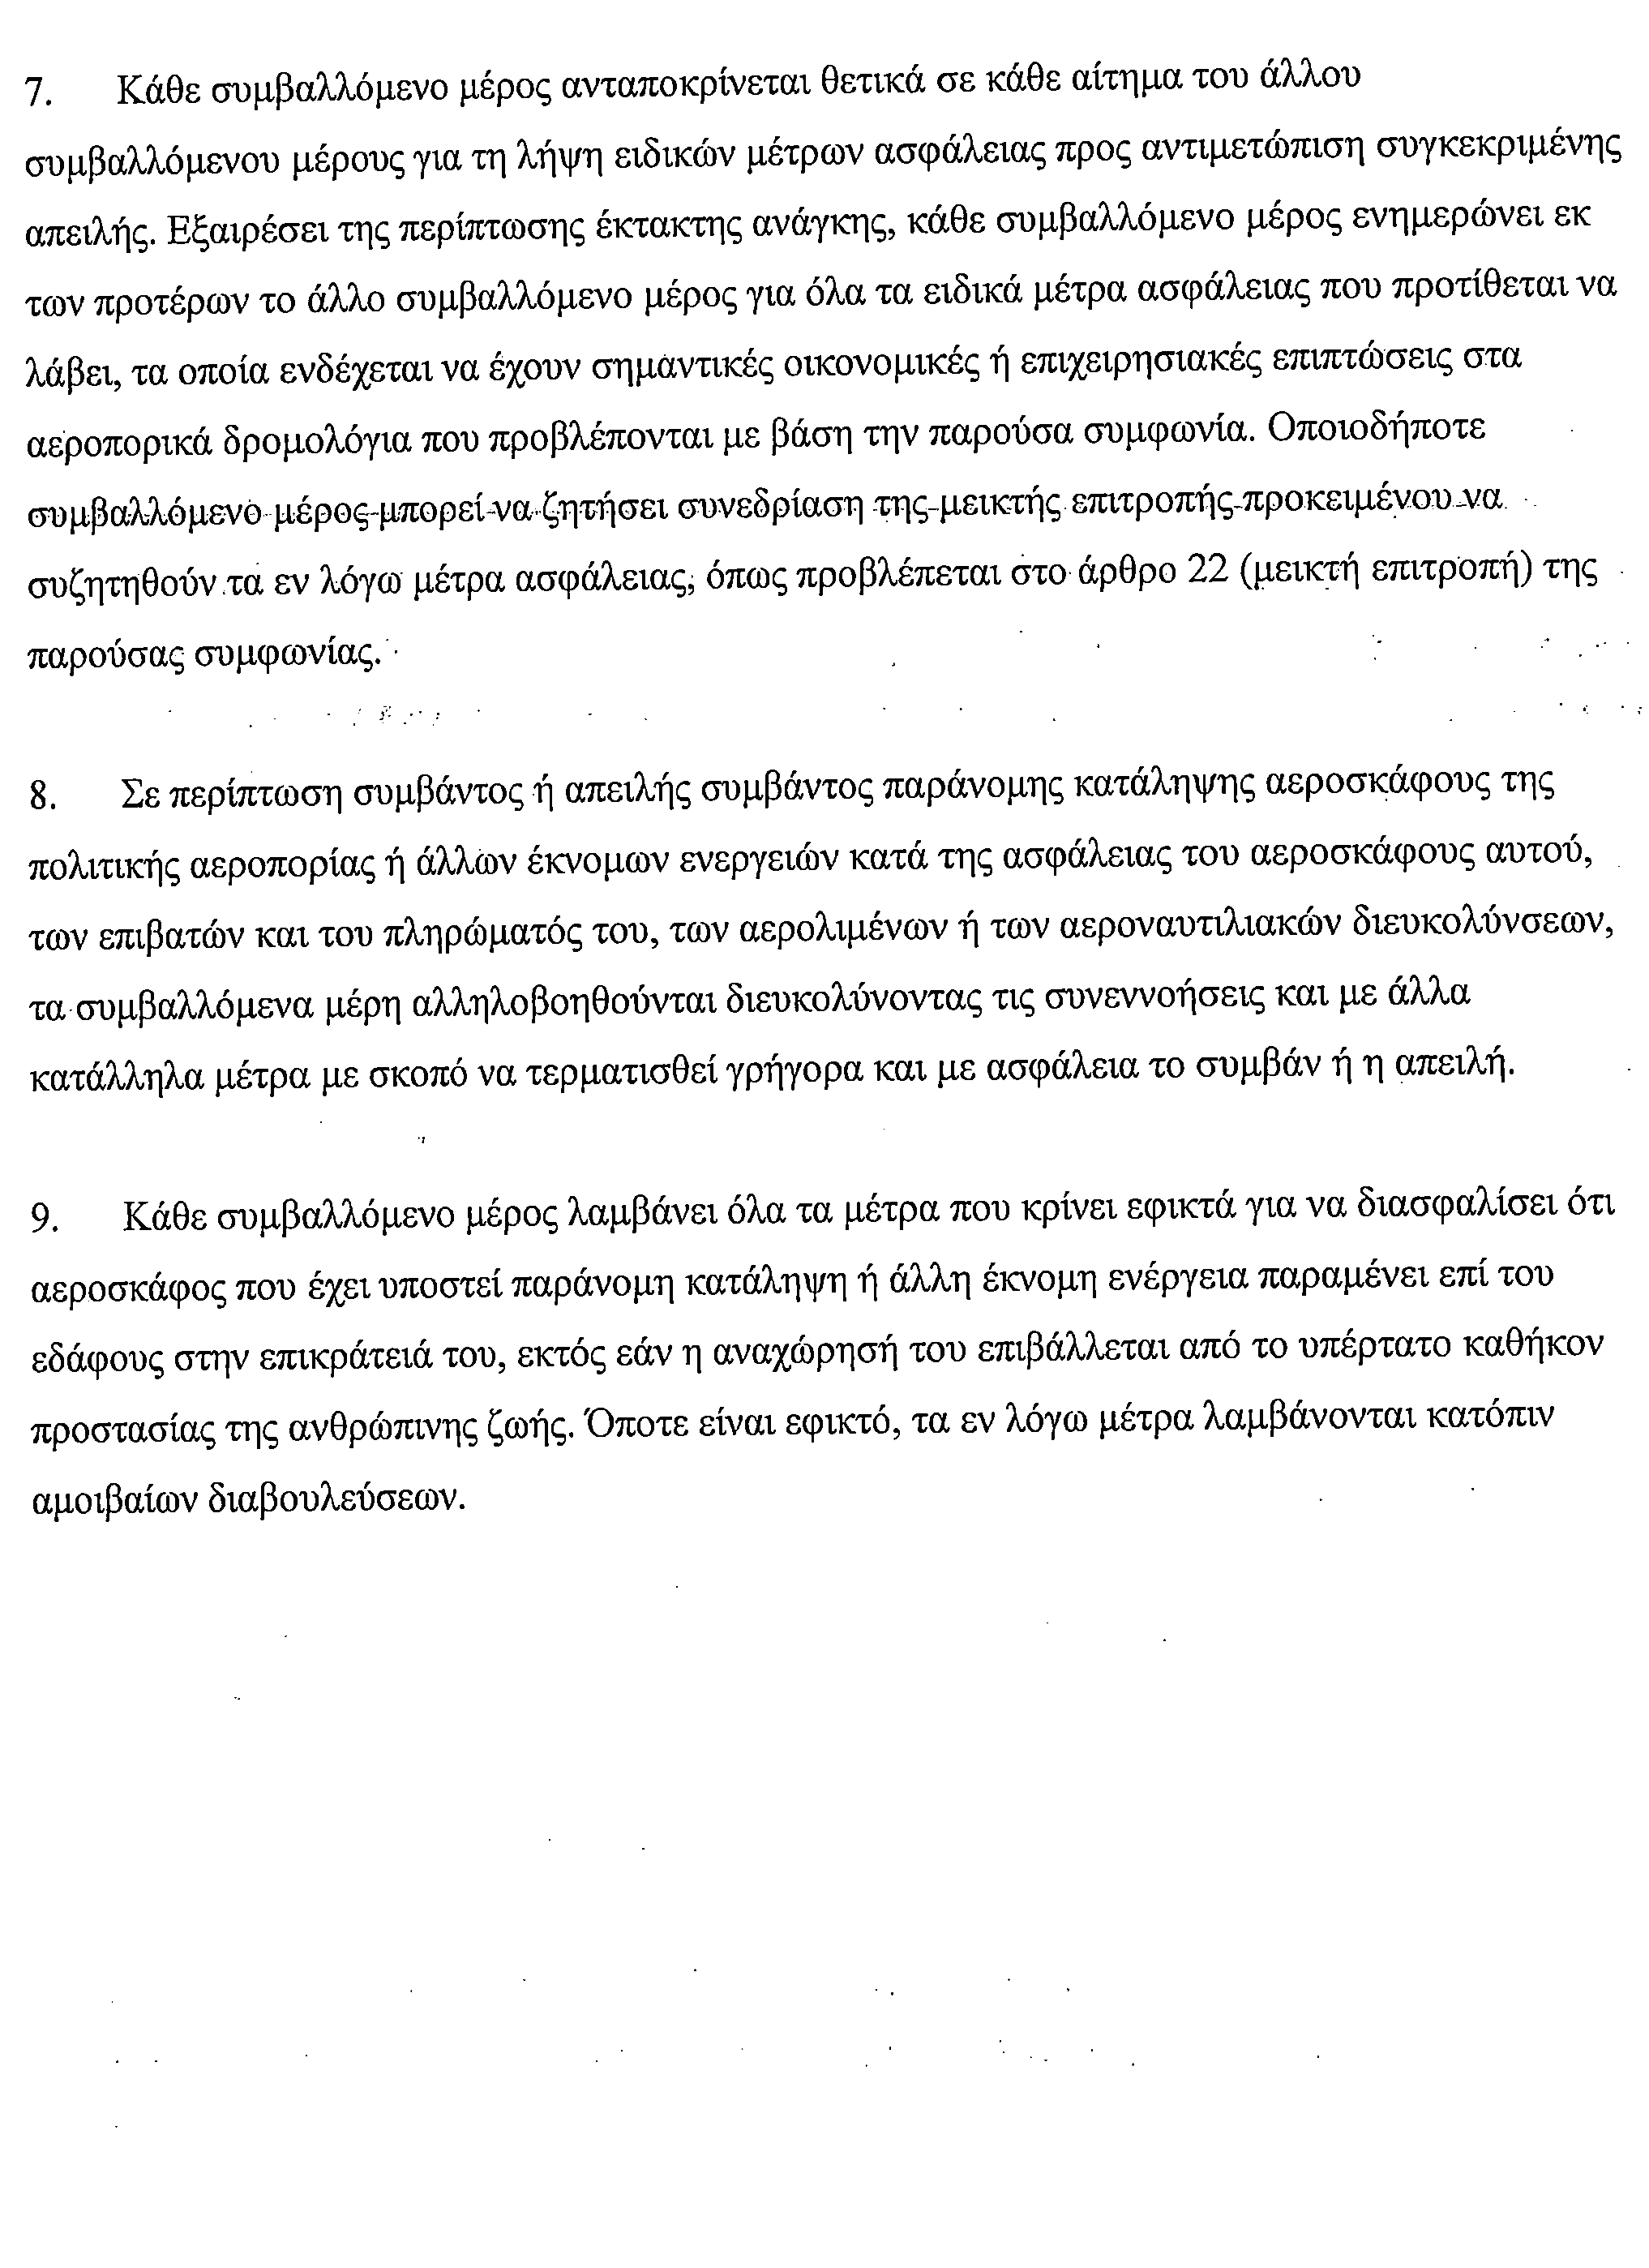 7. Κάθε συμβαλλόμενο μέρος ανταποκρίνεται θετικά σε κάθε αίτημα του άλλου
συμβαλλόμενου μέρους για τη λήψη ειδικών μέτρων ασφάλειας προς αντιμετώπιση συγκεκριμένης
απειλής. Εξαιρέσει της περίπτωσης έκτακτης ανάγκης, κάθε συμβαλλόμενο μέρος ενημερώνει εκ
των προτέρων το άλλο συμβαλλόμενο μέρος για όλα τα ειδικά μέτρα ασφάλειας που προτίθεται να
λάβει, τα οποία ενδέχεται να έχουν σημαντικές οικονομικές ή επιχειρησιακές επιπτώσεις στα
αεροπορικά δρομολόγια που προβλέπονται με βάση την παρούσα συμφωνία. Οποιοδήποτε
συμβαλλόμενο μέρος μπορεί να ζητήσει συνεδρίαση της μεικτής επιτροπής προκειμένου να
συζητηθούν τα εν λόγω μέτρα ασφάλειας, όπως προβλέπεται στο άρθρο 22 (μεικτή επιτροπή) της
παρούσας συμφωνίας.
8. Σε περίπτωση συμβάντος ή απειλής συμβάντος παράνομης κατάληψης αεροσκάφους της
πολιτικής αεροπορίας ή άλλων έκνομων ενεργειών κατά της ασφάλειας του αεροσκάφους αυτού,
των επιβατών και του πληρώματός του, των αερολιμένων ή των αεροναυτιλιακών διευκολύνσεων,
τα συμβαλλόμενα μέρη αλληλοβοηθούνται διευκολύνοντας τις συνεννοήσεις και με άλλα
κατάλληλα μέτρα με σκοπό να τερματισθεί γρήγορα και με ασφάλεια το συμβάν ή η απειλή.
9. Κάθε συμβαλλόμενο μέρος λαμβάνει όλα τα μέτρα που κρίνει εφικτά για να διασφαλίσει ότι
αεροσκάφος που έχει υποστεί παράνομη κατάληψη ή άλλη έκνομη ενέργεια παραμένει επί του
εδάφους στην επικράτειά του, εκτός εάν η αναχώρησή του επιβάλλεται από το υπέρτατο καθήκον
προστασίας της ανθρώπινης ζωής. Όποτε είναι εφικτό, τα εν λόγω μέτρα λαμβάνονται κατόπιν
αμοιβαίων διαβουλεύσεων.